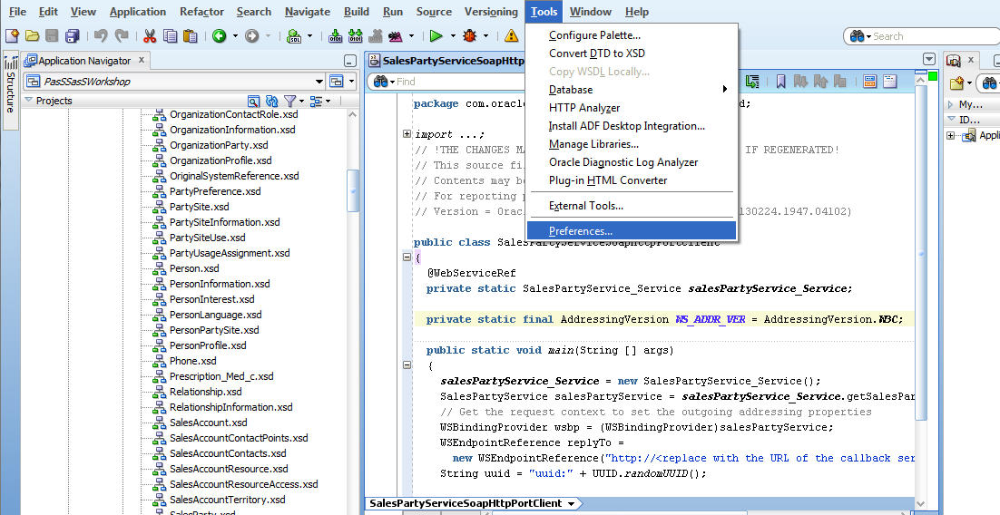 File Edit View Application Refactor Search Navigate Build Run Source Versioning Tools Window Help
Search
Structure
Application Navigator x
PasSSasSWorkshop
Projects
OrganizationContactRole.xsd
OrganizationInformation.xsd
OrganizationParty.xsd
OrganizationProfile.xsd
OriginalSystemReference.xsd
PartyPreference.xsd
PartySite.xsd
PartySiteInformation.xsd
PartySiteUse.xsd
PartyUsageAssignment.xsd
Person.xsd
PersonInformation.xsd
PersonInterest.xsd
PersonLanguage.xsd
PersonPartySite.xsd
PersonProfile.xsd
Phone.xsd
Prescription_Med_c.xsd
Relationship.xsd
RelationshipInformation.xsd
SalesAccount.xsd
SalesAccountContactPoints.xsd
SalesAccountContacts.xsd
SalesAccountResource.xsd
SalesAccountResourceAccess.xsd
SalesAccountTerritory.xsd
SalesParty.xsd
SalesPartyServiceSoapHttp
Find
Configure Palette...
Convert DTD to XSD
Copy WSDL Locally...
Database
HTTP Analyzer
Install ADF Desktop Integration...
Manage Libraries...
Oracle Diagnostic Log Analyzer
Plug-in HTML Converter
External Tools...
Preferences...
package com.oracl d;
import ...;
// !THE CHANGES MA IF REGENERATED!
// This source fi
// Contents may b
// For reporting p
// Version = Orac 130224.1947.04102)
public class SalesPartyServiceSoapHttpPortClient
{
@WebServiceRef
private static SalesPartyService_Service salesPartyService_Service;
private static final AddressingVersion WS_ADDR_VER = AddressingVersion.W3C;
public static void main(String [] args)
{
salesPartyService_Service = new SalesPartyService_Service();
SalesPartyService salesPartyService = salesPartyService_Service.getSalesPar
// Get the request context to set the outgoing addressing properties
WSBindingProvider wsbp = (WSBindingProvider)salesPartyService;
WSEndpointReference replyTo =
new WSEndpointReference("http://<replace with the URL of the callback ser
String uuid = "uuid:" + UUID.randomUUID();
SalesPartyServiceSoapHttpPortClient
x
My...
ID...
Appli